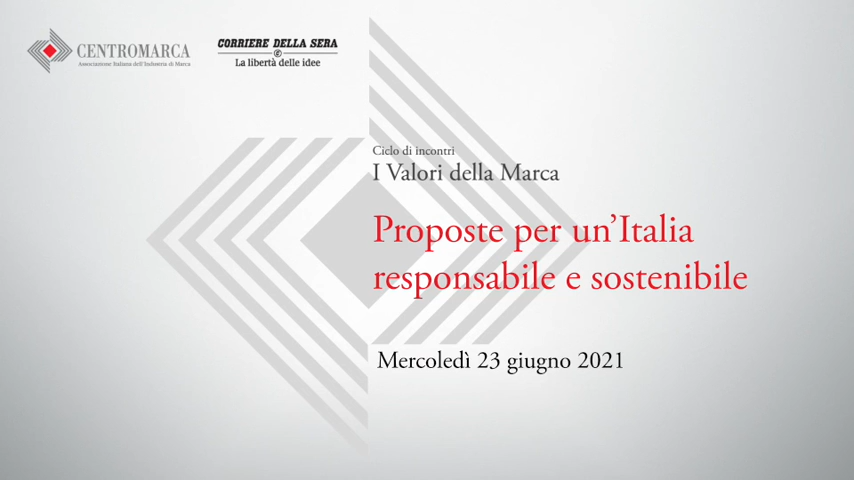 CENTROMARCA
Associazione Italiana dell'Industria di Marca
CORRIERE DELLA SERA
La libertà delle idee
Ciclo di incontri
I Valori della Marca
Proposte per un'Italia
responsabile e sostenibile
Mercoledì 23 giugno 2021